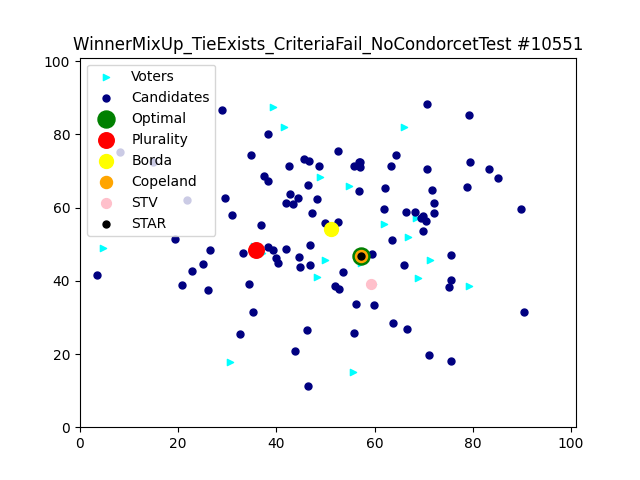 WinnerMixUp_TieExists_CriteriaFail_NoCondorcetTest #10551
100
80
60
40
20
0
Voters
Candidates
Optimal
Plurality
Borda
Copeland
STV
STAR
0 20 40 60 80 100